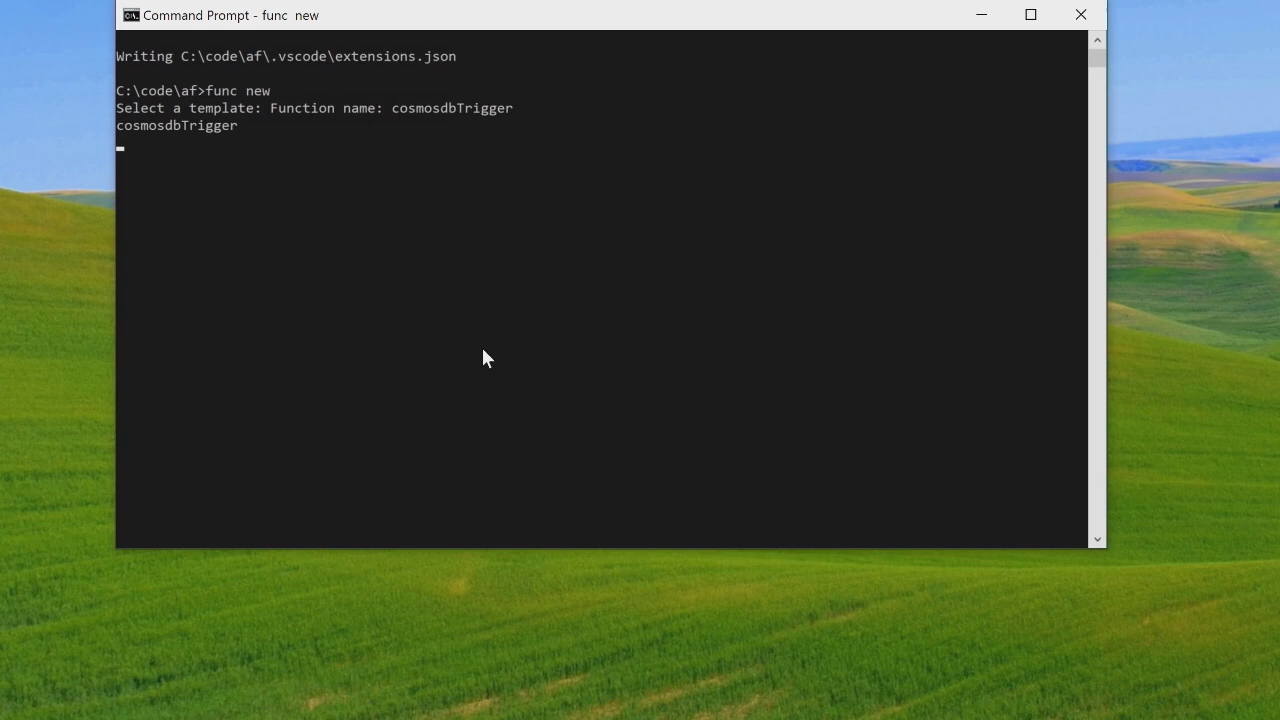 Command Prompt - func  new
Writing C:\code\af\.vscode\extensions.json
C:\code\af>func new
Select a template: Function name: cosmosdbTrigger
cosmosdbTrigger